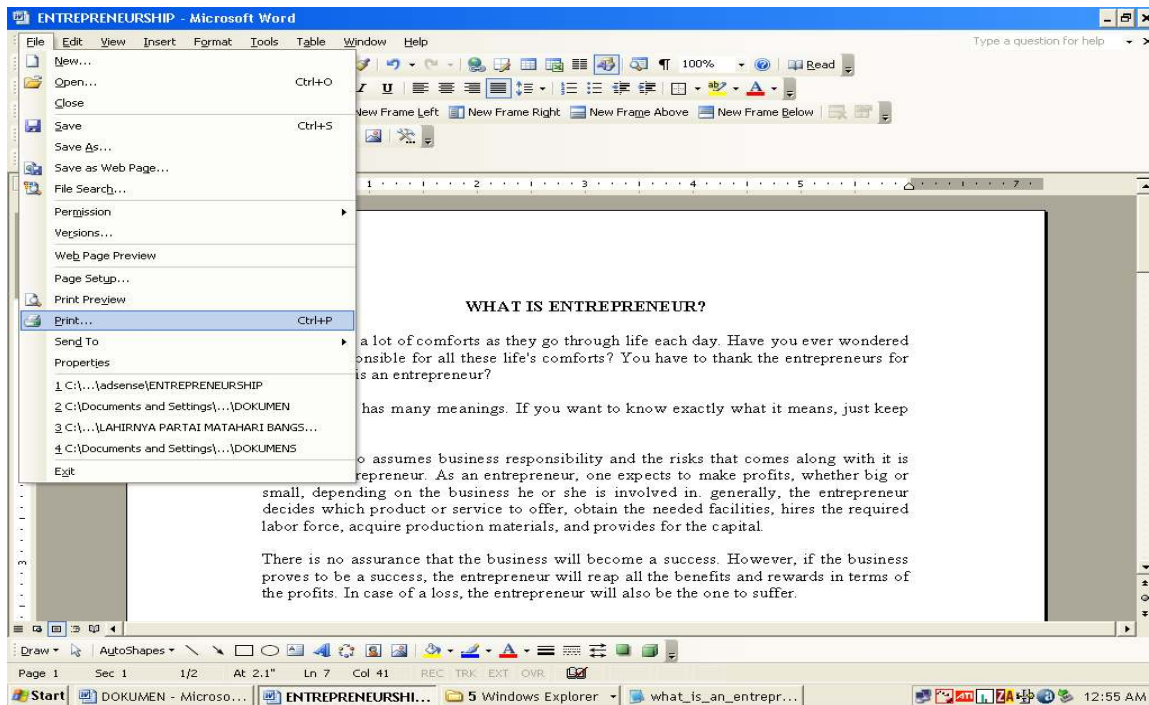 ENTREPRENEURSHIP - Microsoft Word
File Edit View Insert Format Tools Table Window Help Type a question for help
New...
Open... Ctrl+O
Close
Save Ctrl+S
Save As...
Save as Web Page...
File Search...
Permission
Versions...
Web Page Preview
Page Setup...
Print Preview
Print... Ctrl+P
Send To
Properties
1 C:\...\adsense\ENTREPRENEURSHIP
2 C:\Documents and Settings\...\DOKUMEN
3 C:\...\LAHIRNYA PARTAI MATAHARI BANGS...
4 C:\Documents and Settings\...\DOKUMENS
Exit
100% Read
U
New Frame Left New Frame Right New Frame Above New Frame Below
1 2 3 4 5 7
WHAT IS ENTREPRENEUR?
a lot of comforts as they go through life each day. Have you ever wondered
onsible for all these life's comforts? You have to thank the entrepreneurs for
is an entrepreneur?
has many meanings. If you want to know exactly what it means, just keep
o assumes business responsibility and the risks that comes along with it is
repreneur. As an entrepreneur, one expects to make profits, whether big or
small, depending on the business he or she is involved in. generally, the entrepreneur
decides which product or service to offer, obtain the needed facilities, hires the required
labor force, acquire production materials, and provides for the capital.
There is no assurance that the business will become a success. However, if the business
proves to be a success, the entrepreneur will reap all the benefits and rewards in terms of
the profits. In case of a loss, the entrepreneur will also be the one to suffer.
Draw AutoShapes
Page 1 Sec 1 1/2 At 2.1" Ln 7 Col 41 REC TRK EXT OVR
Start DOKUMEN - Microso... ENTREPRENEURSHI... 5 Windows Explorer what_is_an_entrepr... 12:55 AM